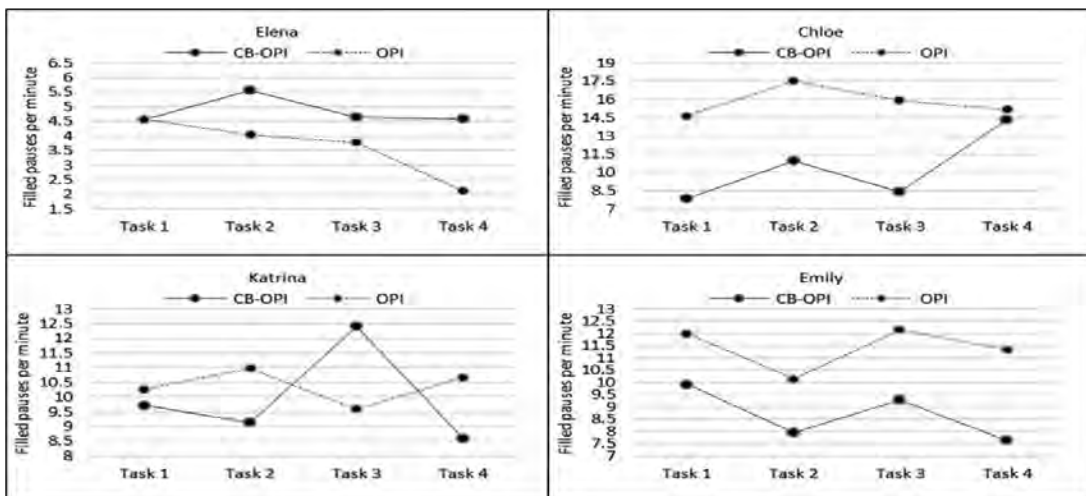 Elena
CB-OPI OPI
Filled pauses per minute
6.5
6
5.5
5
4.5
4
3.5
3
2.5
2
1.5
Task 1 Task 2 Task 3 Task 4
Chloe
CB-OPI OPI
Filled pauses per minute
19
17.5
16
14.5
13
11.5
10
8.5
7
Task 1 Task 2 Task 3 Task 4
Katrina
CB-OPI OPI
Filled pauses per minute
13
12.5
12
11.5
11
10.5
10
9.5
9
8.5
8
Task 1 Task 2 Task 3 Task 4
Emily
CB-OPI OPI
Filled pauses per minute
13
12.5
12
11.5
11
10.5
10
9.5
9
8.5
8
7.5
7
Task 1 Task 2 Task 3 Task 4